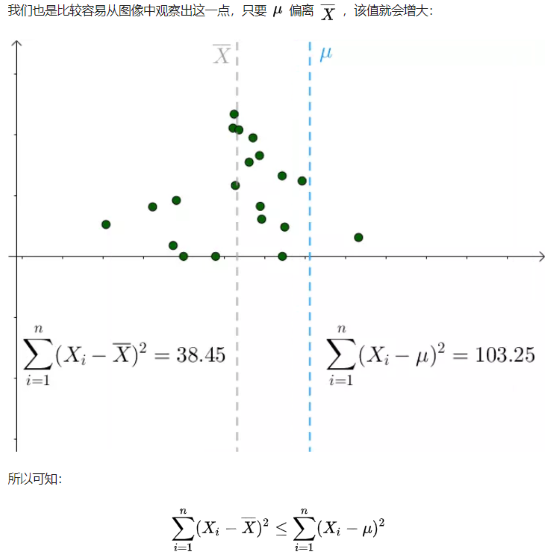 我们也是比较容易从图像中观察出这一点，只要 μ 偏离 X̅ ，该值就会增大：
X̅ μ
∑_{i=1}^{n}(X_i − X̅)² = 38.45 ∑_{i=1}^{n}(X_i − μ)² = 103.25
所以可知：
∑_{i=1}^{n}(X_i − X̅)² ≤ ∑_{i=1}^{n}(X_i − μ)²